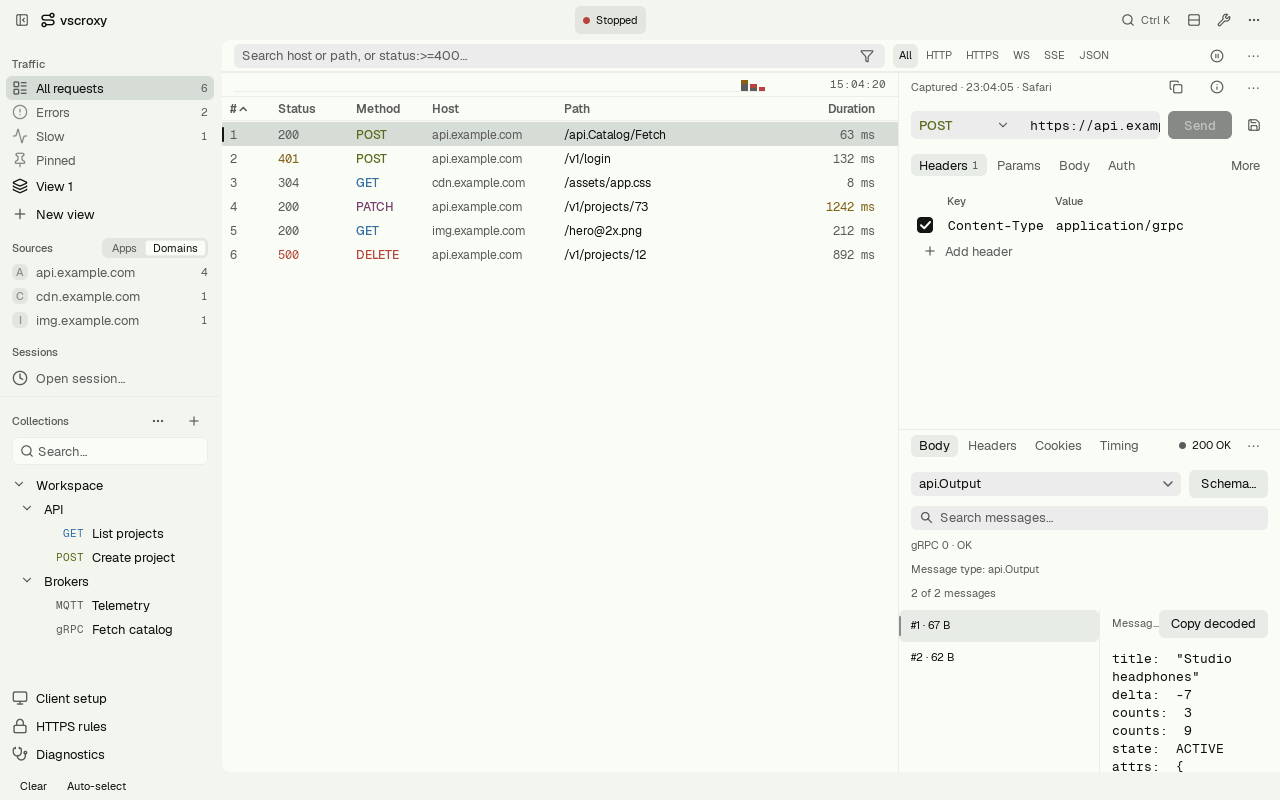 vscroxy
Stopped
Ctrl K
Traffic
All requests 6
Errors 2
Slow 1
Pinned
View 1
New view
Sources Apps Domains
A api.example.com 4
C cdn.example.com 1
I img.example.com 1
Sessions
Open session…
Collections
Search…
Workspace
API
GET List projects
POST Create project
Brokers
MQTT Telemetry
gRPC Fetch catalog
Client setup
HTTPS rules
Diagnostics
Clear Auto-select
Search host or path, or status:>=400…
All HTTP HTTPS WS SSE JSON
15:04:20
# Status Method Host Path Duration
1 200 POST api.example.com /api.Catalog/Fetch 63 ms
2 401 POST api.example.com /v1/login 132 ms
3 304 GET cdn.example.com /assets/app.css 8 ms
4 200 PATCH api.example.com /v1/projects/73 1242 ms
5 200 GET img.example.com /hero@2x.png 212 ms
6 500 DELETE api.example.com /v1/projects/12 892 ms
Captured · 23:04:05 · Safari
POST https://api.examp Send
Headers 1 Params Body Auth More
Key Value
Content-Type application/grpc
Add header
Body Headers Cookies Timing 200 OK
api.Output Schema…
Search messages…
gRPC 0 · OK
Message type: api.Output
2 of 2 messages
#1 · 67 B
#2 · 62 B
Messag… Copy decoded
title: "Studio
headphones"
delta: -7
counts: 3
counts: 9
state: ACTIVE
attrs: {